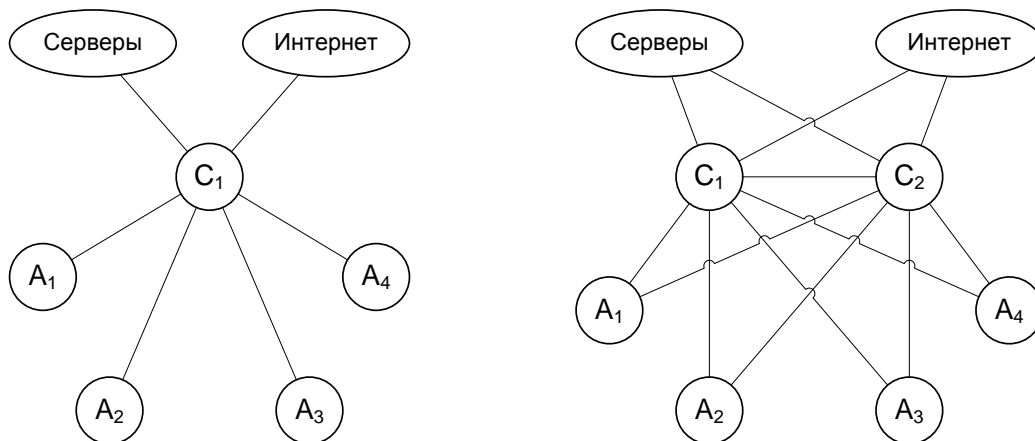 Серверы
Интернет
C₁
A₁
A₄
A₂
A₃
Серверы
Интернет
C₁
C₂
A₁
A₄
A₂
A₃